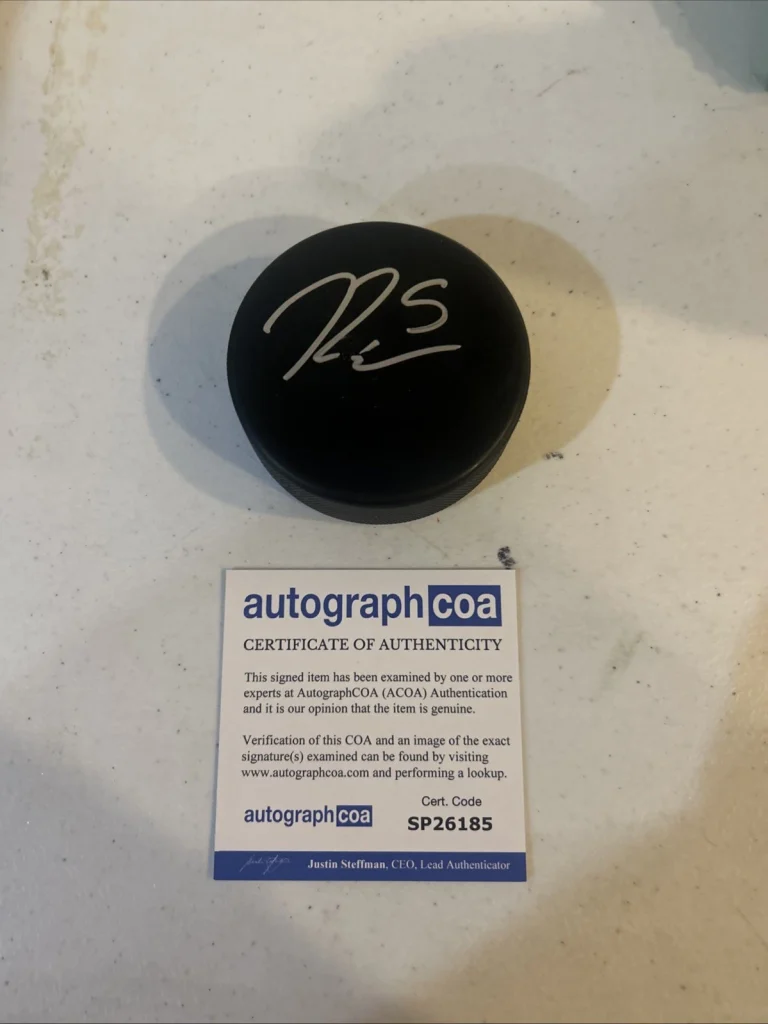 autographcoa
CERTIFICATE OF AUTHENTICITY
This signed item has been examined by one or more
experts at AutographCOA (ACOA) Authentication
and it is our opinion that the item is genuine.
Verification of this COA and an image of the exact
signature(s) examined can be found by visiting
www.autographcoa.com and performing a lookup.
autographcoa
Cert. Code
SP26185
Justin Steffman, CEO, Lead Authenticator